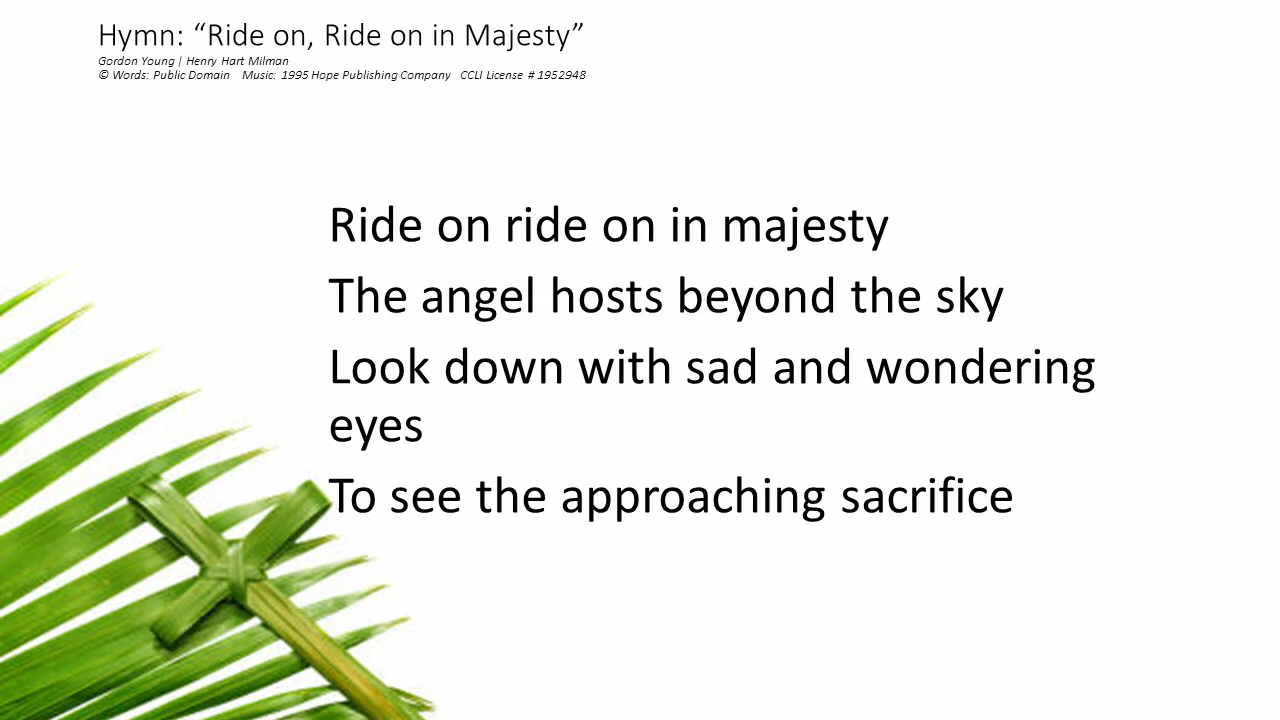 Hymn: “Ride on, Ride on in Majesty”
Gordon Young | Henry Hart Milman
© Words: Public Domain Music: 1995 Hope Publishing Company CCLI License # 1952948
Ride on ride on in majesty
The angel hosts beyond the sky
Look down with sad and wondering
eyes
To see the approaching sacrifice